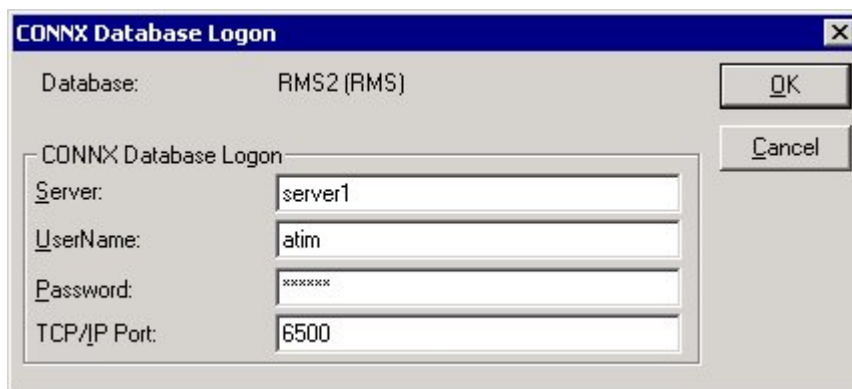 CONNX Database Logon
Database: RMS2 (RMS)
OK
Cancel
CONNX Database Logon
Server: server1
UserName: atim
Password: ******
TCP/IP Port: 6500